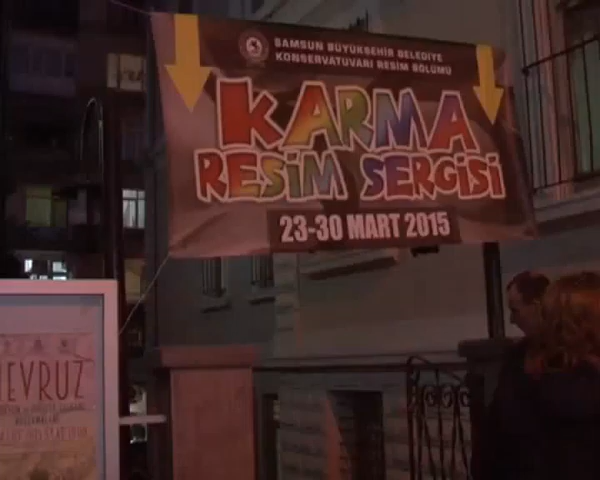 SAMSUN BÜYÜKŞEHİR BELEDİYE
KONSERVATUVARI RESİM BÖLÜMÜ
KARMA
RESİM SERGİSİ
23-30 MART 2015
NEVRUZ